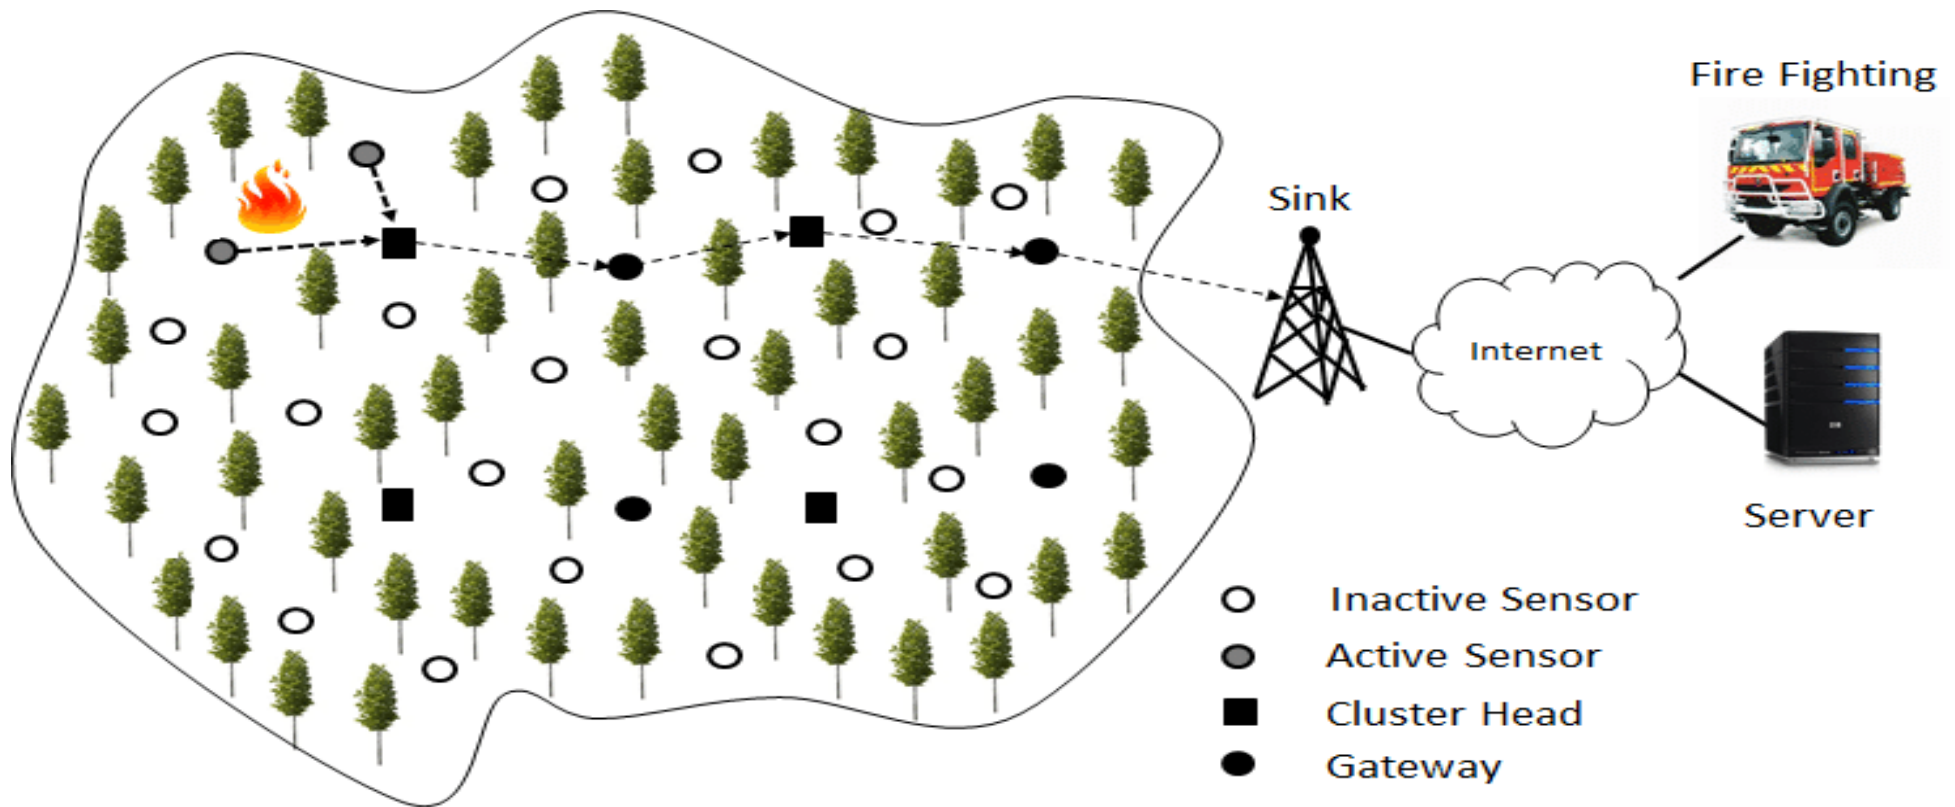 Fire Fighting
Sink
Internet
Server
Inactive Sensor
Active Sensor
Cluster Head
Gateway